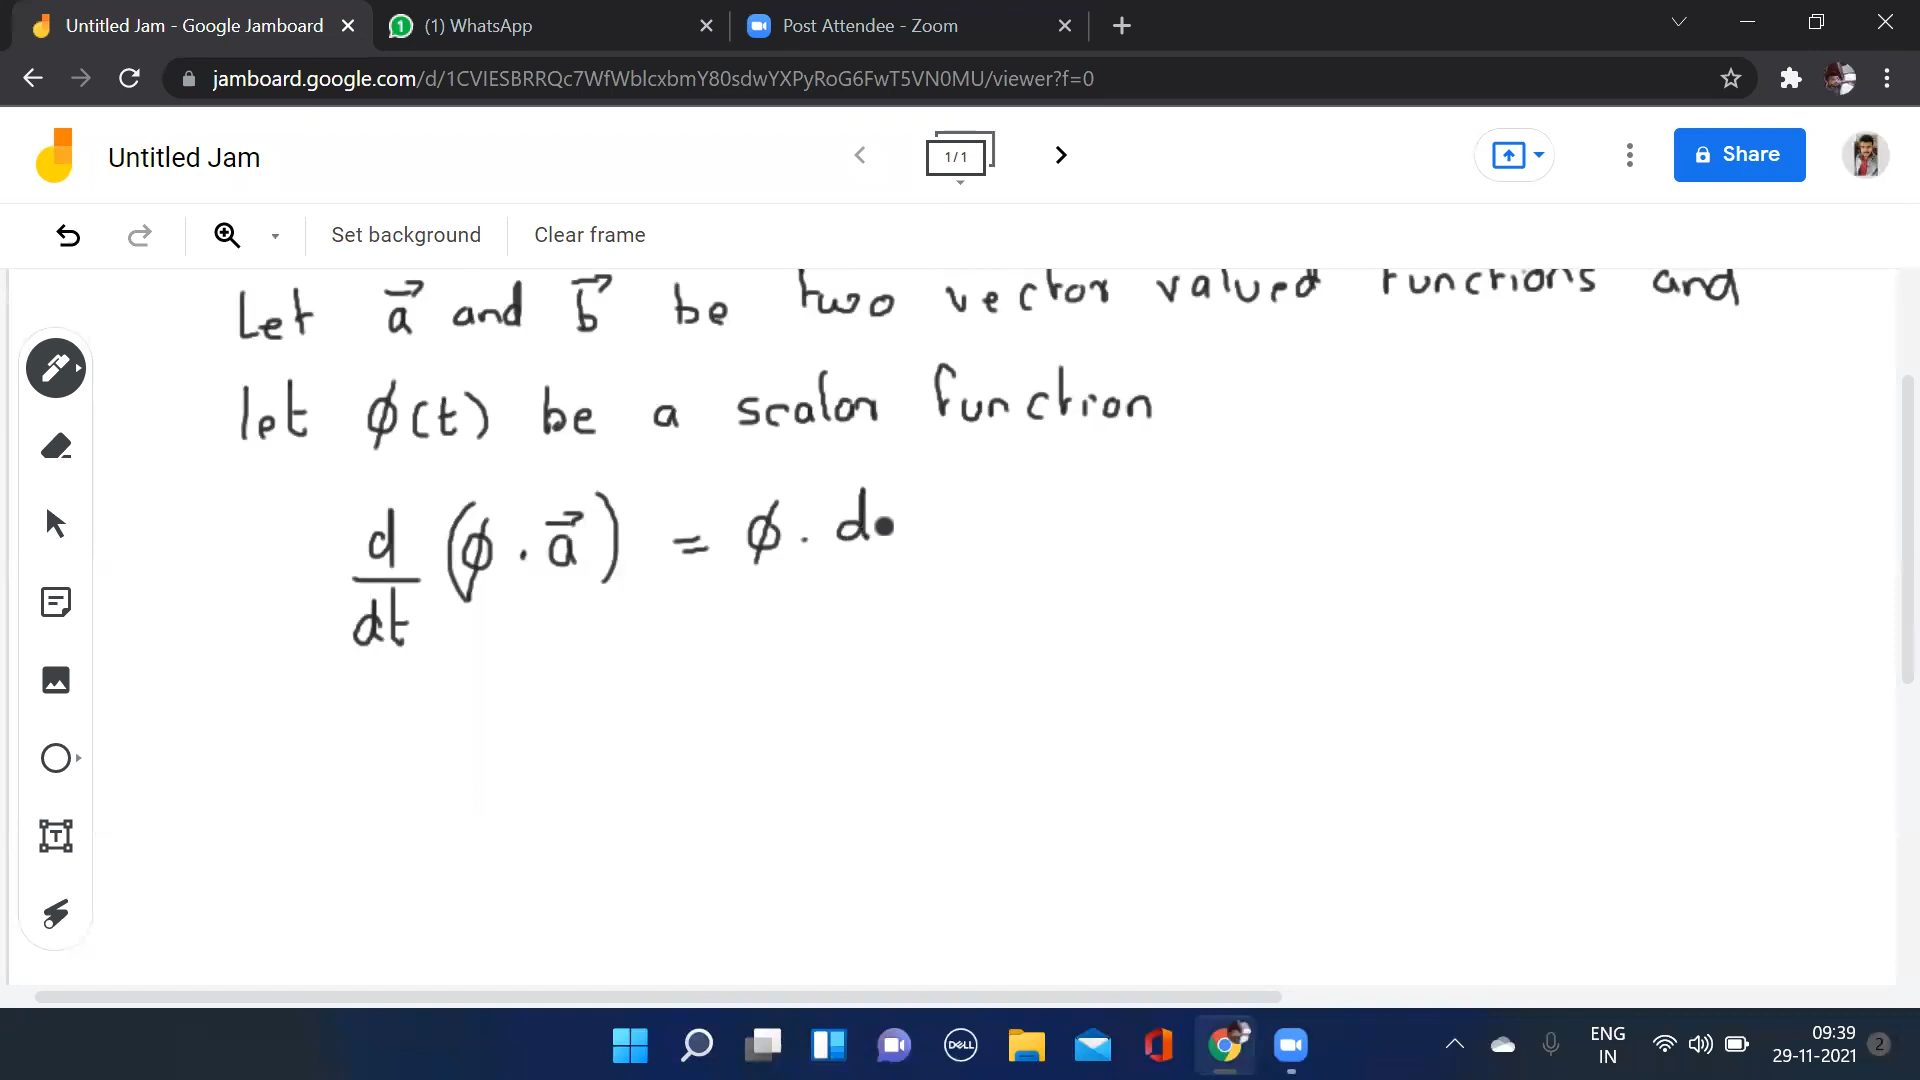 Untitled Jam - Google Jamboard
(1) WhatsApp
Post Attendee - Zoom
jamboard.google.com/d/1CVIESBRRQc7WfWblcxbmY80sdwYXPyRoG6FwT5VN0MU/viewer?f=0
Untitled Jam
1/1
Share
Set background
Clear frame
Let a⃗ and b⃗ be two vector valued functions and
let ϕ(t) be a scalar function
d/dt (ϕ . a⃗) = ϕ . d
DELL
ENG
IN
09:39
29-11-2021
2